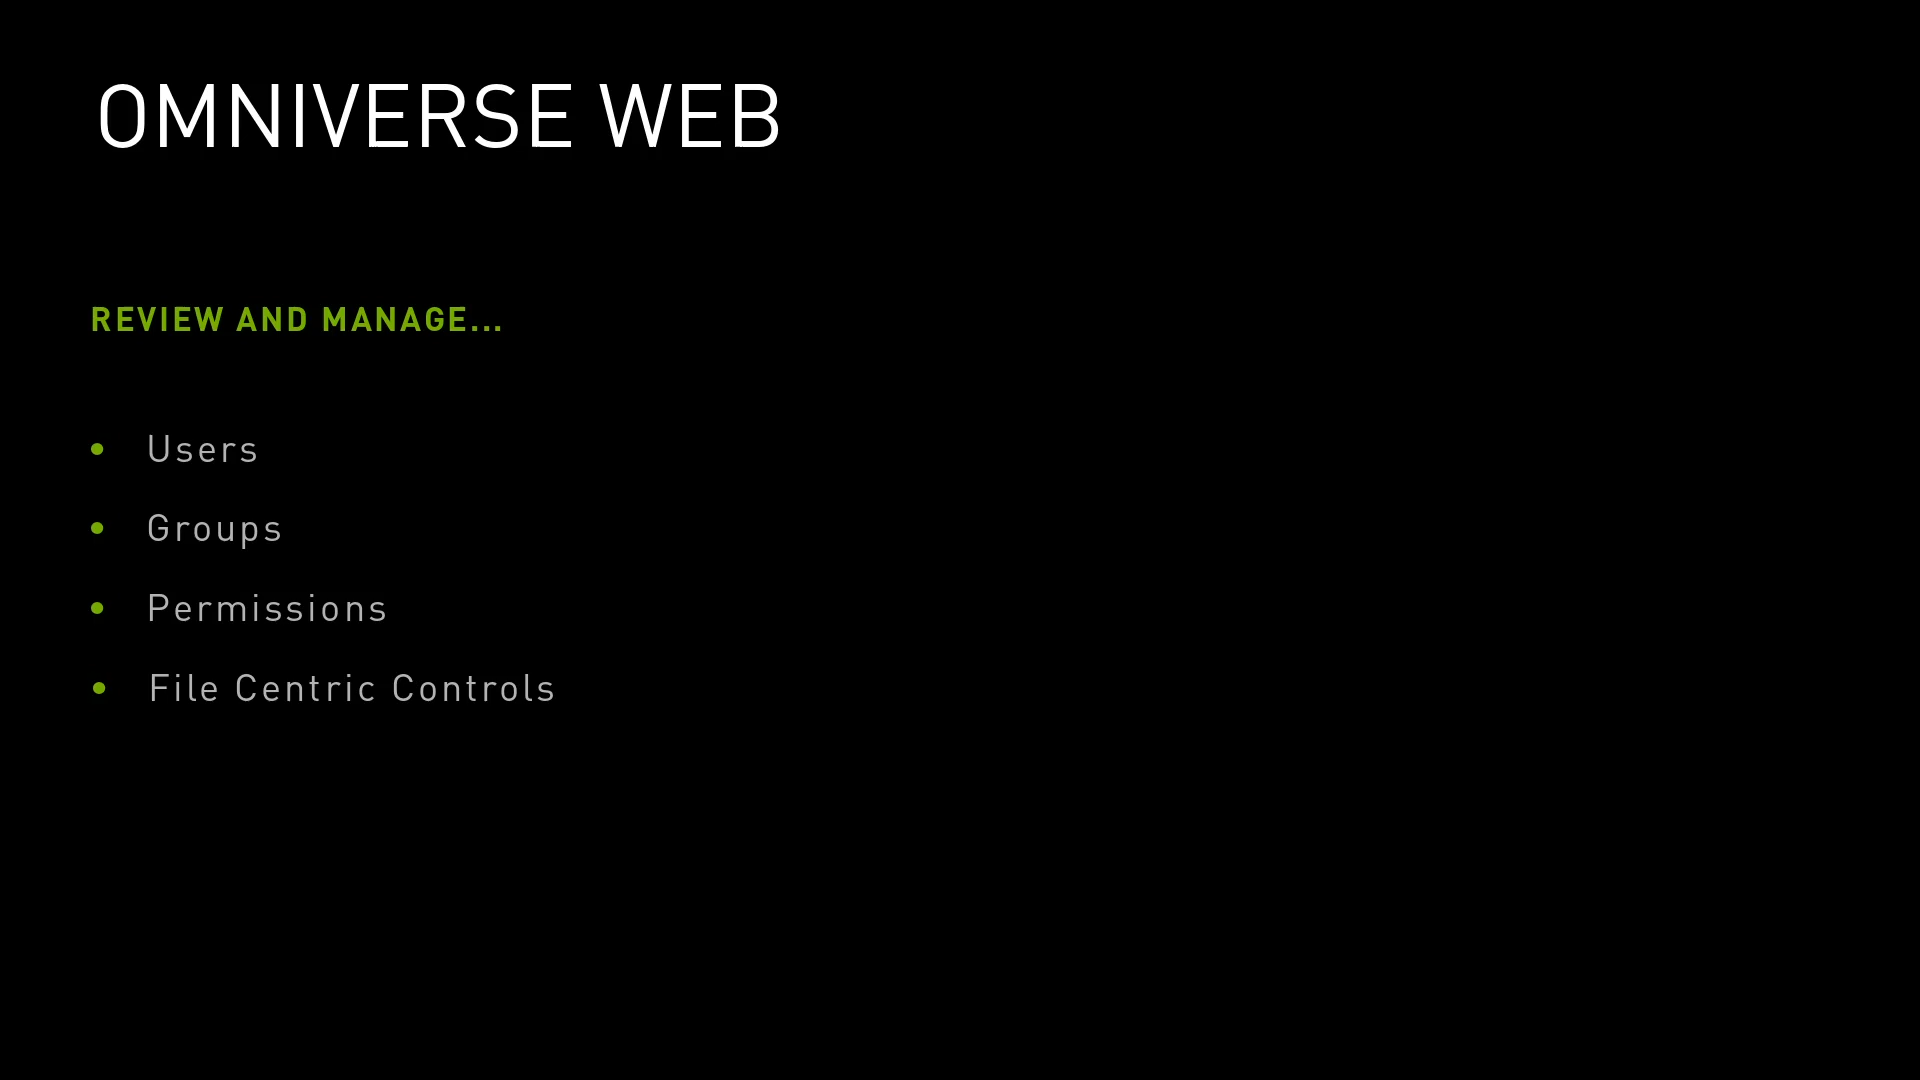 OMNIVERSE WEB
REVIEW AND MANAGE...
• Users
• Groups
• Permissions
• File Centric Controls